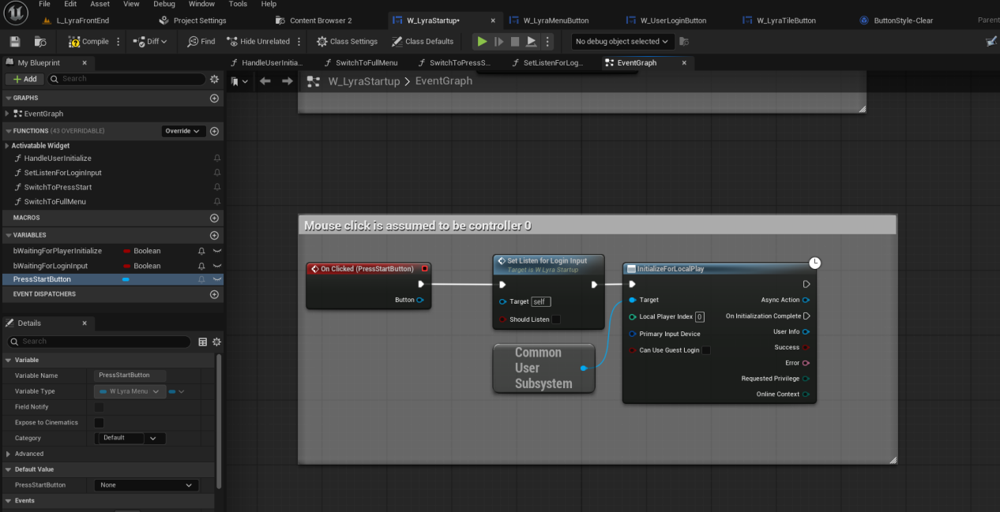 File Edit Asset View Debug Window Tools Help
L_LyraFrontEnd Project Settings Content Browser 2 W_LyraStartup• W_LyraMenuButton W_UserLoginButton W_LyraTileButton ButtonStyle-Clear Parent
Compile Diff Find Hide Unrelated Class Settings Class Defaults No debug object selected
My Blueprint HandleUserInitia... SwitchToFullMenu SwitchToPressS... SetListenForLog... EventGraph
Add Search W_LyraStartup > EventGraph
GRAPHS
EventGraph
FUNCTIONS (43 OVERRIDABLE) Override
Activatable Widget
HandleUserInitialize
SetListenForLoginInput
SwitchToPressStart
SwitchToFullMenu
MACROS
VARIABLES
bWaitingForPlayerInitialize Boolean
bWaitingForLoginInput Boolean
PressStartButton
EVENT DISPATCHERS
Details
Search
Variable
Variable Name PressStartButton
Variable Type W Lyra Menu
Field Notify
Expose to Cinematics
Category Default
Advanced
Default Value
PressStartButton None
Events
Mouse click is assumed to be controller 0
On Clicked (PressStartButton)
Button
Set Listen for Login Input
Target is W Lyra Startup
Target self
Should Listen
Common
User
Subsystem
InitializeForLocalPlay
Target Async Action
Local Player Index 0 On Initialization Complete
Primary Input Device User Info
Can Use Guest Login Success
Error
Requested Privilege
Online Context